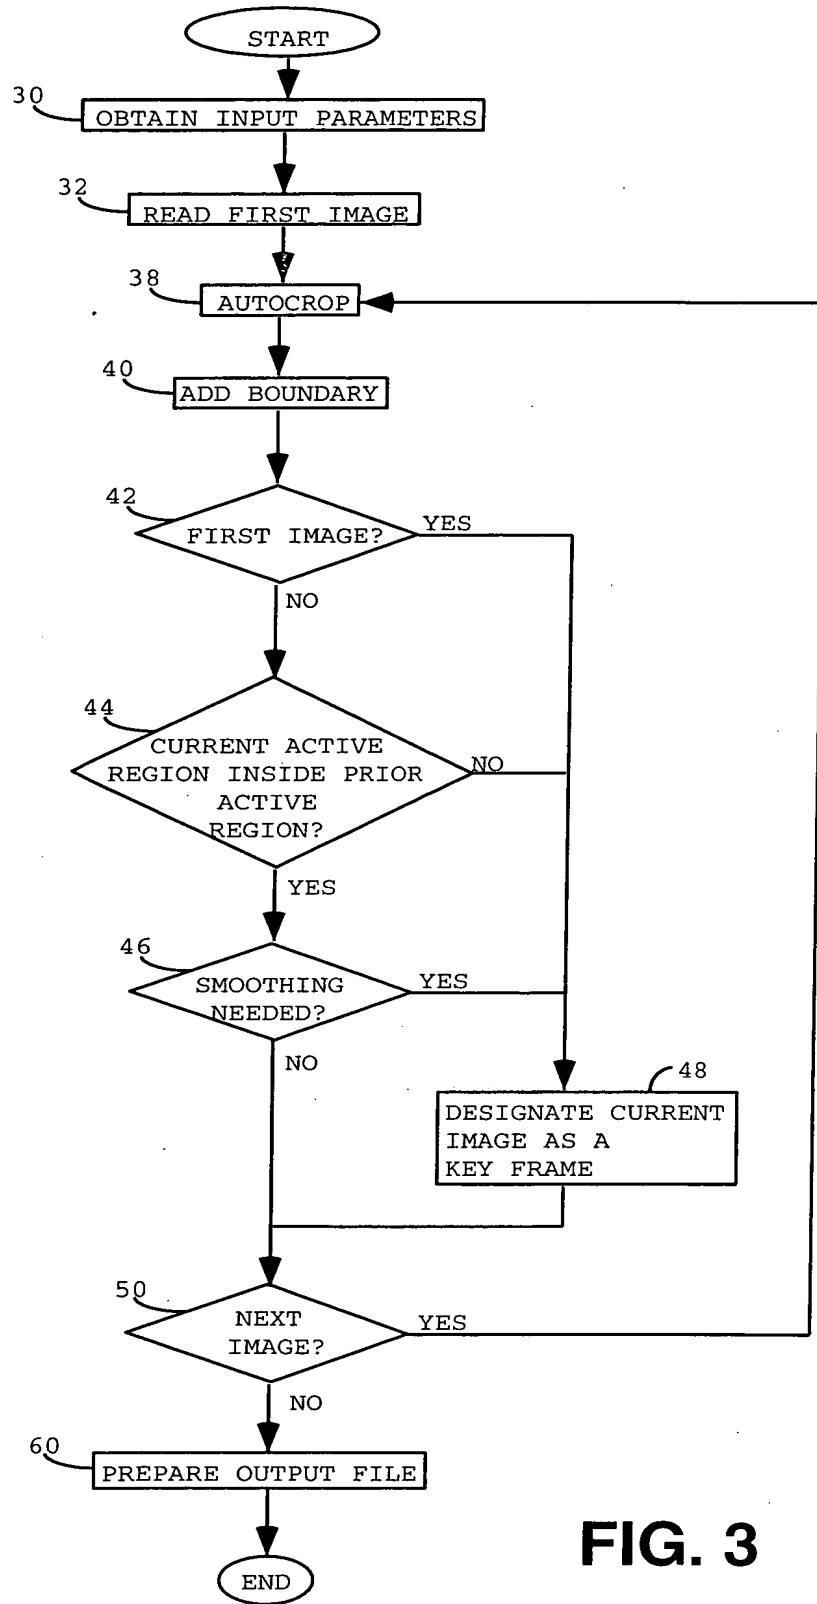 START
30
OBTAIN INPUT PARAMETERS
32
READ FIRST IMAGE
38
AUTOCROP
40
ADD BOUNDARY
42
FIRST IMAGE?
YES
NO
44
CURRENT ACTIVE
REGION INSIDE PRIOR
ACTIVE
REGION?
NO
YES
46
SMOOTHING
NEEDED?
YES
NO
48
DESIGNATE CURRENT
IMAGE AS A
KEY FRAME
50
NEXT
IMAGE?
YES
NO
60
PREPARE OUTPUT FILE
END
FIG. 3